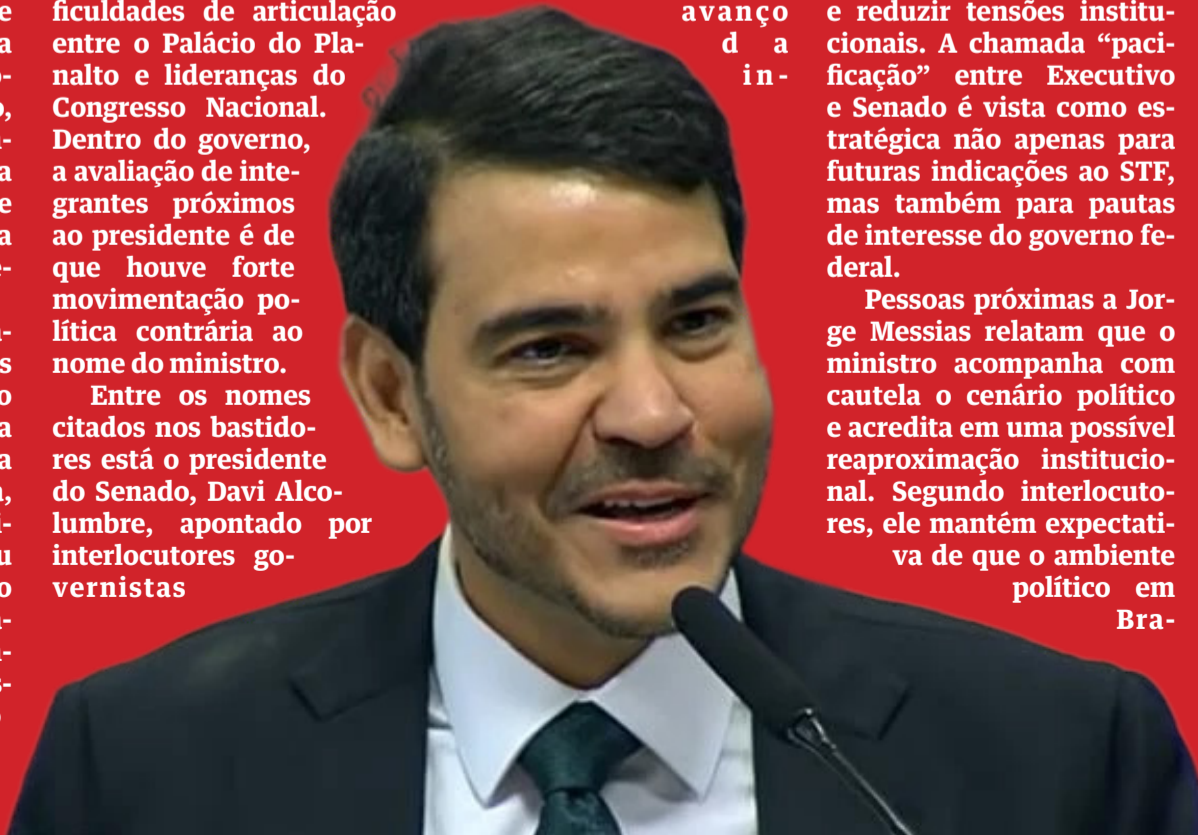 ficuldades de articulação
entre o Palácio do Pla-
nalto e lideranças do
Congresso Nacional.
Dentro do governo,
a avaliação de inte-
grantes próximos
ao presidente é de
que houve forte
movimentação po-
lítica contrária ao
nome do ministro.
Entre os nomes
citados nos bastido-
res está o presidente
do Senado, Davi Alco-
lumbre, apontado por
interlocutores go-
vernistas
avanço
da
in-
e reduzir tensões institu-
cionais. A chamada “paci-
ficação” entre Executivo
e Senado é vista como es-
tratégica não apenas para
futuras indicações ao STF,
mas também para pautas
de interesse do governo fe-
deral.
Pessoas próximas a Jor-
ge Messias relatam que o
ministro acompanha com
cautela o cenário político
e acredita em uma possível
reaproximação institucio-
nal. Segundo interlocuto-
res, ele mantém expectati-
va de que o ambiente
político em
Bra-